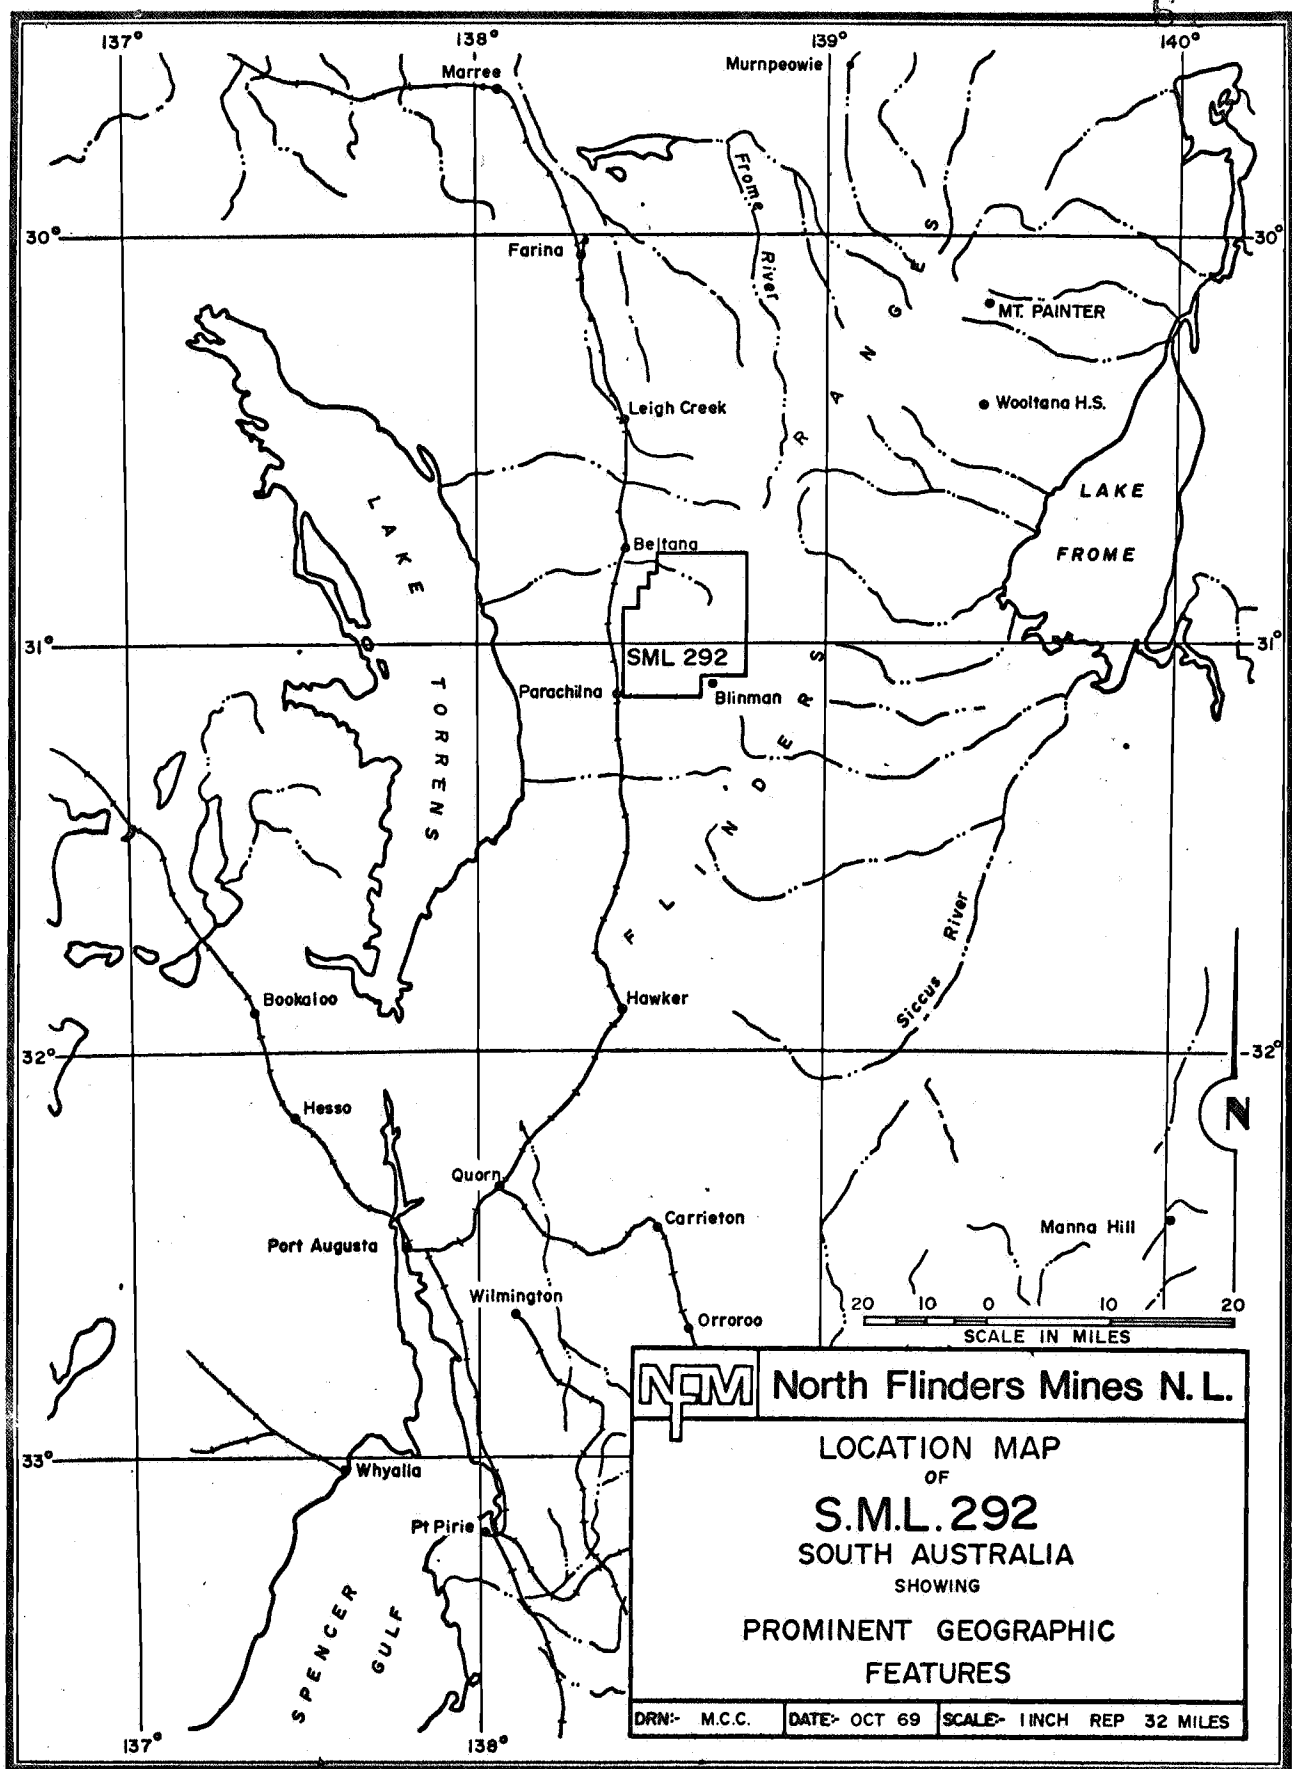 5
137° 138° 139° 140°
Marree
Murnpeowie
Frome
River
30° 30°
Farina
MT. PAINTER
Leigh Creek
Wooltana H.S.
LAKE
FROME
LAKE
TORRENS
Beltana
31° 31°
SML 292
Parachilna
Blinman
FLINDERS RANGES
Siccus River
Bookaloo
Hawker
32° 32°
N
Hesso
Quorn
Carrieton
Manna Hill
Port Augusta
Wilmington
Orroroo
20 10 0 10 20
SCALE IN MILES
33°
Whyalla
Pt Pirie
SPENCER
GULF
137° 138°
NFM North Flinders Mines N.L.
LOCATION MAP
OF
S.M.L. 292
SOUTH AUSTRALIA
SHOWING
PROMINENT GEOGRAPHIC
FEATURES
DRN:- M.C.C. DATE:- OCT 69 SCALE:- 1 INCH REP 32 MILES